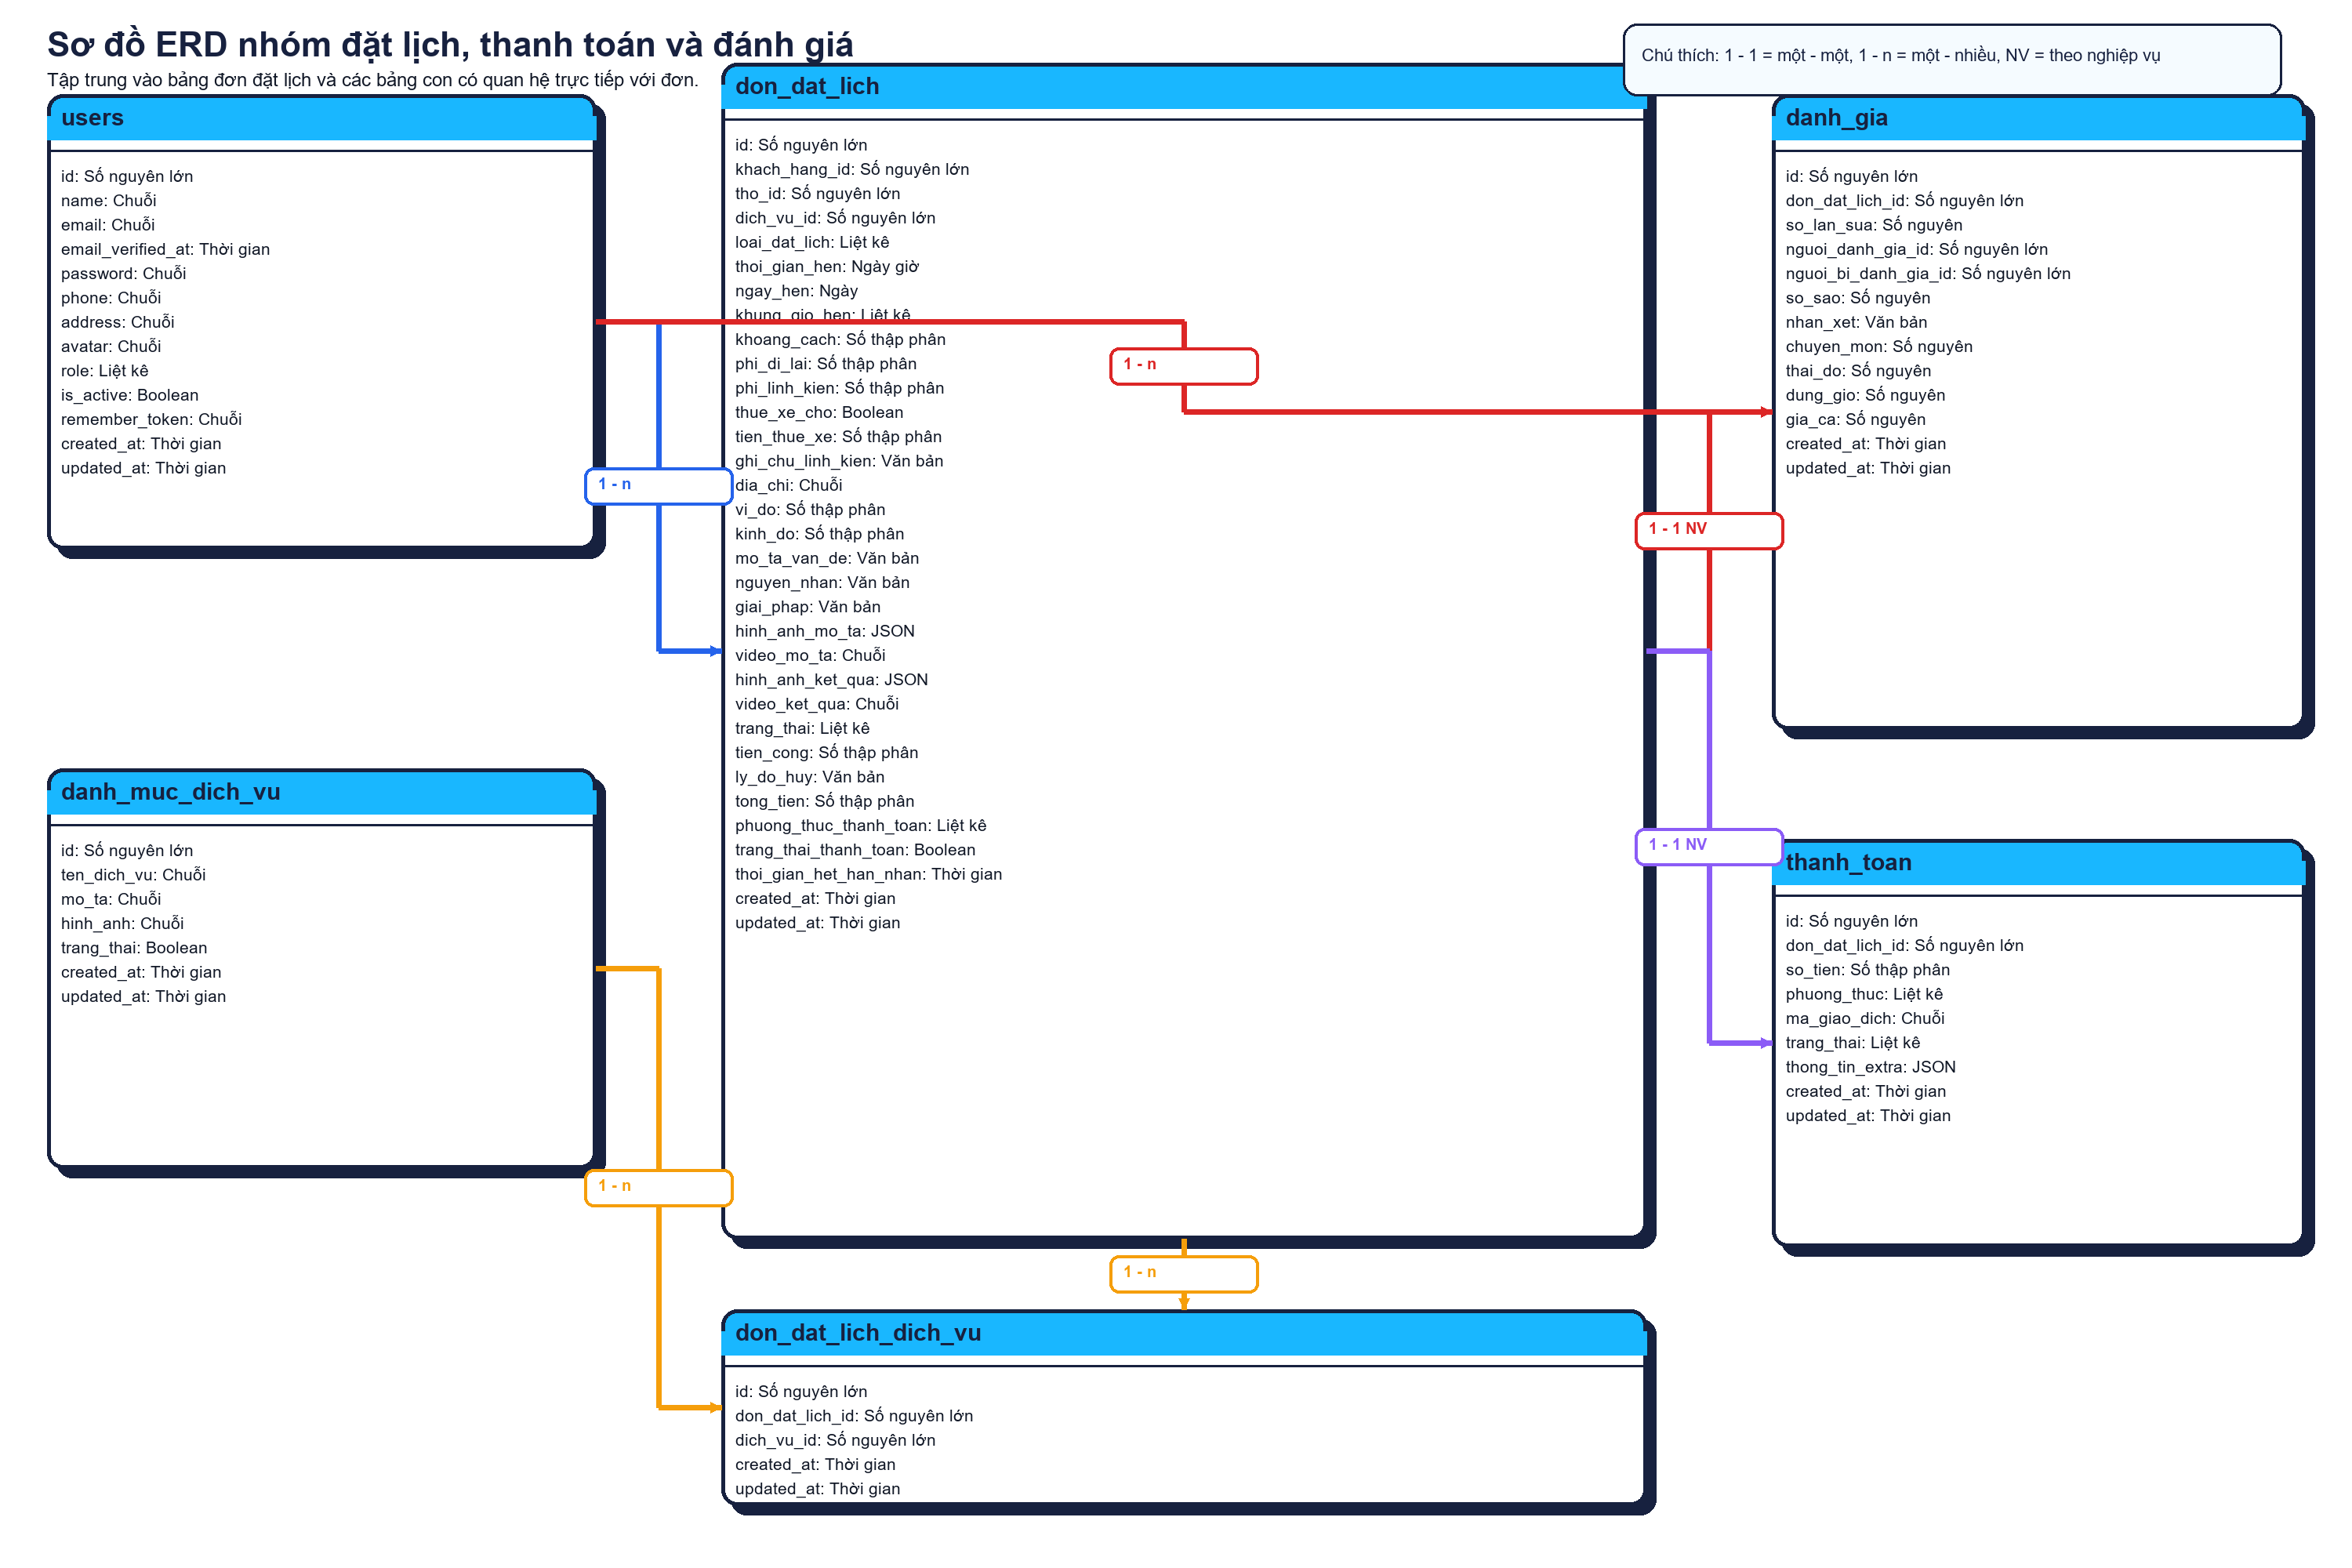 Sơ đồ ERD nhóm đặt lịch, thanh toán và đánh giá
Tập trung vào bảng đơn đặt lịch và các bảng con có quan hệ trực tiếp với đơn.
Chú thích: 1 - 1 = một - một, 1 - n = một - nhiều, NV = theo nghiệp vụ
users
id: Số nguyên lớn
name: Chuỗi
email: Chuỗi
email_verified_at: Thời gian
password: Chuỗi
phone: Chuỗi
address: Chuỗi
avatar: Chuỗi
role: Liệt kê
is_active: Boolean
remember_token: Chuỗi
created_at: Thời gian
updated_at: Thời gian
don_dat_lich
id: Số nguyên lớn
khach_hang_id: Số nguyên lớn
tho_id: Số nguyên lớn
dich_vu_id: Số nguyên lớn
loai_dat_lich: Liệt kê
thoi_gian_hen: Ngày giờ
ngay_hen: Ngày
khung_gio_hen: Liệt kê
khoang_cach: Số thập phân
phi_di_lai: Số thập phân
phi_linh_kien: Số thập phân
thue_xe_cho: Boolean
tien_thue_xe: Số thập phân
ghi_chu_linh_kien: Văn bản
dia_chi: Chuỗi
vi_do: Số thập phân
kinh_do: Số thập phân
mo_ta_van_de: Văn bản
nguyen_nhan: Văn bản
giai_phap: Văn bản
hinh_anh_mo_ta: JSON
video_mo_ta: Chuỗi
hinh_anh_ket_qua: JSON
video_ket_qua: Chuỗi
trang_thai: Liệt kê
tien_cong: Số thập phân
ly_do_huy: Văn bản
tong_tien: Số thập phân
phuong_thuc_thanh_toan: Liệt kê
trang_thai_thanh_toan: Boolean
thoi_gian_het_han_nhan: Thời gian
created_at: Thời gian
updated_at: Thời gian
danh_gia
id: Số nguyên lớn
don_dat_lich_id: Số nguyên lớn
so_lan_sua: Số nguyên
nguoi_danh_gia_id: Số nguyên lớn
nguoi_bi_danh_gia_id: Số nguyên lớn
so_sao: Số nguyên
nhan_xet: Văn bản
chuyen_mon: Số nguyên
thai_do: Số nguyên
dung_gio: Số nguyên
gia_ca: Số nguyên
created_at: Thời gian
updated_at: Thời gian
1 - n
1 - n
1 - 1 NV
1 - 1 NV
danh_muc_dich_vu
id: Số nguyên lớn
ten_dich_vu: Chuỗi
mo_ta: Chuỗi
hinh_anh: Chuỗi
trang_thai: Boolean
created_at: Thời gian
updated_at: Thời gian
thanh_toan
id: Số nguyên lớn
don_dat_lich_id: Số nguyên lớn
so_tien: Số thập phân
phuong_thuc: Liệt kê
ma_giao_dich: Chuỗi
trang_thai: Liệt kê
thong_tin_extra: JSON
created_at: Thời gian
updated_at: Thời gian
1 - n
1 - n
don_dat_lich_dich_vu
id: Số nguyên lớn
don_dat_lich_id: Số nguyên lớn
dich_vu_id: Số nguyên lớn
created_at: Thời gian
updated_at: Thời gian